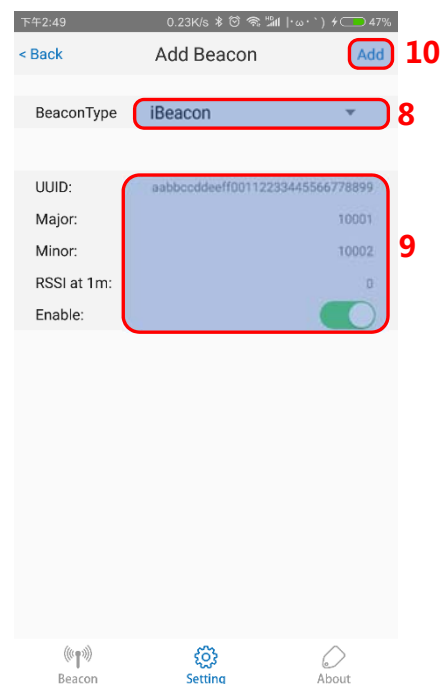 下午2:49 0.23K/s |･ω･`) 47%
< Back Add Beacon Add 10
BeaconType iBeacon 8
UUID: aabbccddeeff00112233445566778899
Major: 10001
Minor: 10002 9
RSSI at 1m: 0
Enable:
Beacon Setting About